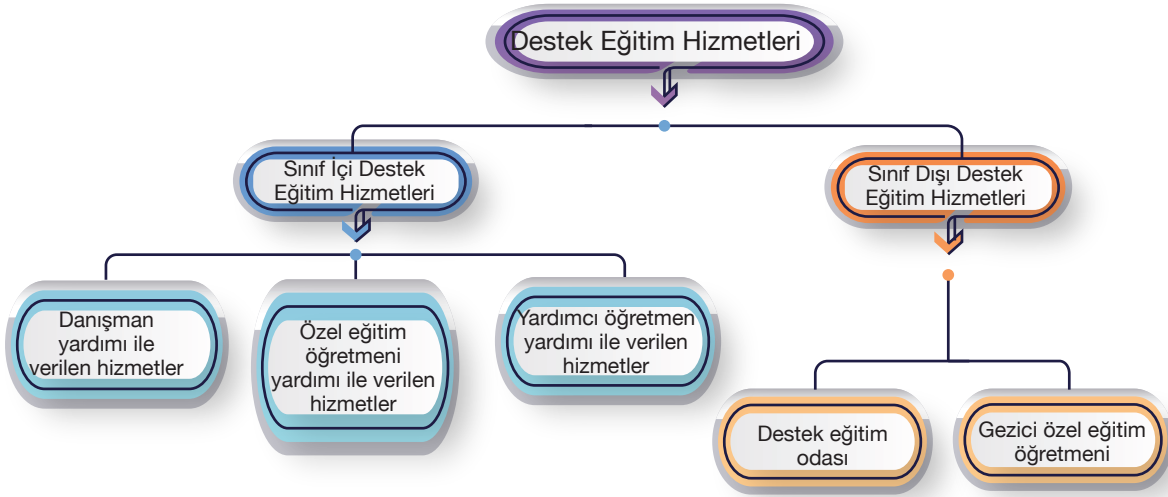 Destek Eğitim Hizmetleri
Sınıf İçi Destek
Eğitim Hizmetleri
Sınıf Dışı Destek
Eğitim Hizmetleri
Danışman
yardımı ile
verilen hizmetler
Özel eğitim
öğretmeni
yardımı ile verilen
hizmetler
Yardımcı öğretmen
yardımı ile verilen
hizmetler
Destek eğitim
odası
Gezici özel eğitim
öğretmeni